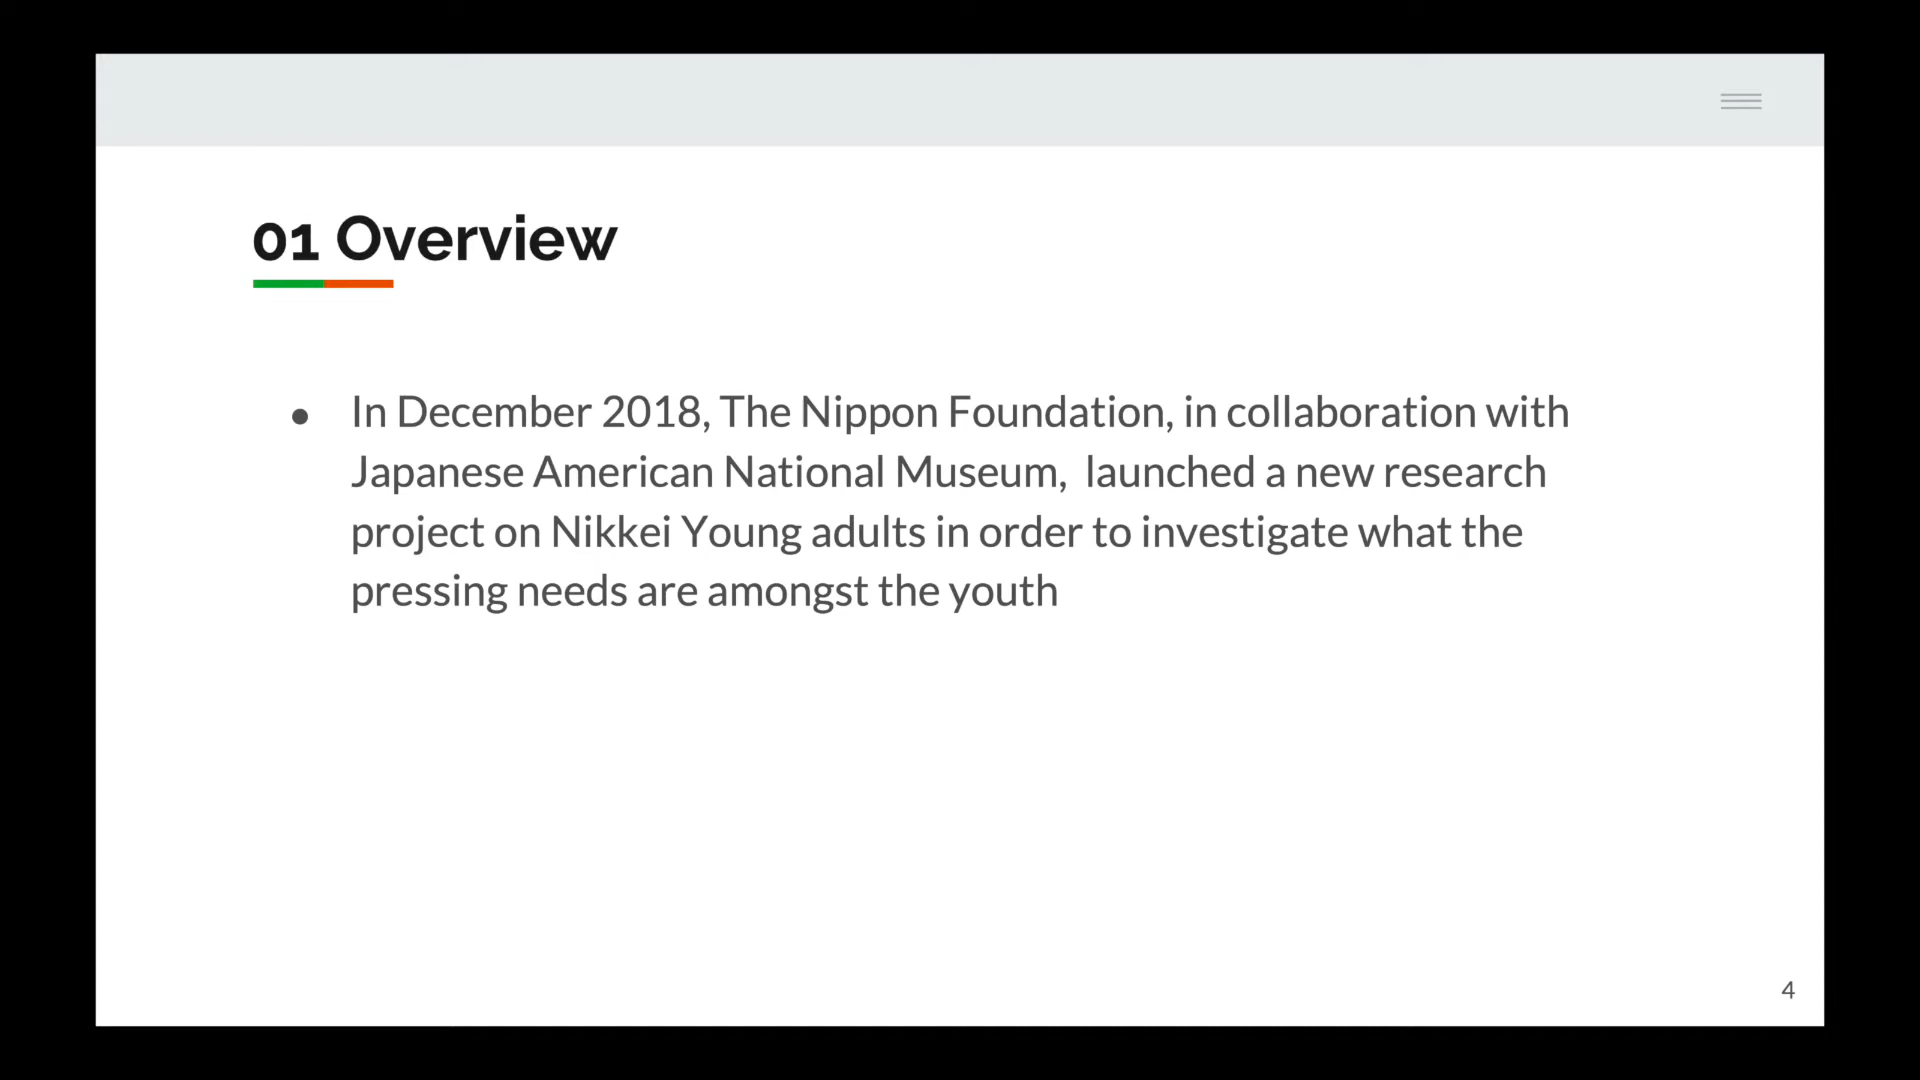 01 Overview
● In December 2018, The Nippon Foundation, in collaboration with
Japanese American National Museum,  launched a new research
project on Nikkei Young adults in order to investigate what the
pressing needs are amongst the youth
4